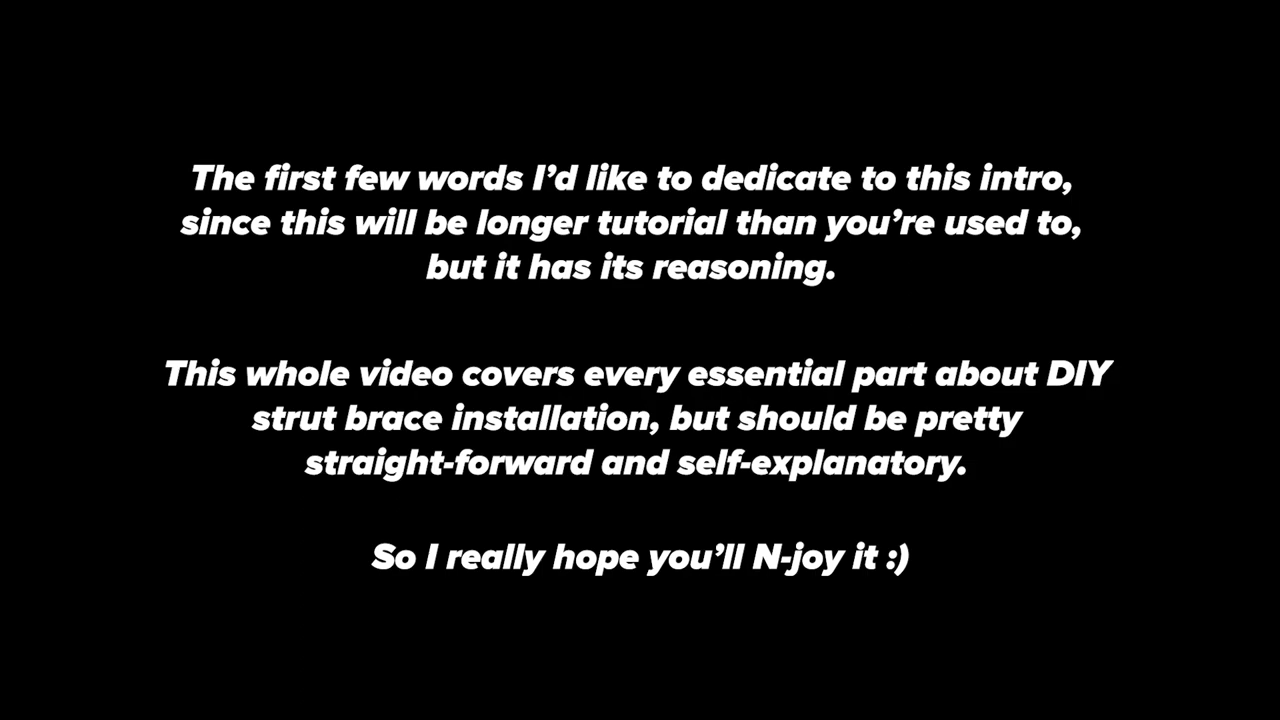 The first few words I’d like to dedicate to this intro,
since this will be longer tutorial than you’re used to,
but it has its reasoning.
This whole video covers every essential part about DIY
strut brace installation, but should be pretty
straight-forward and self-explanatory.
So I really hope you’ll N-joy it :)